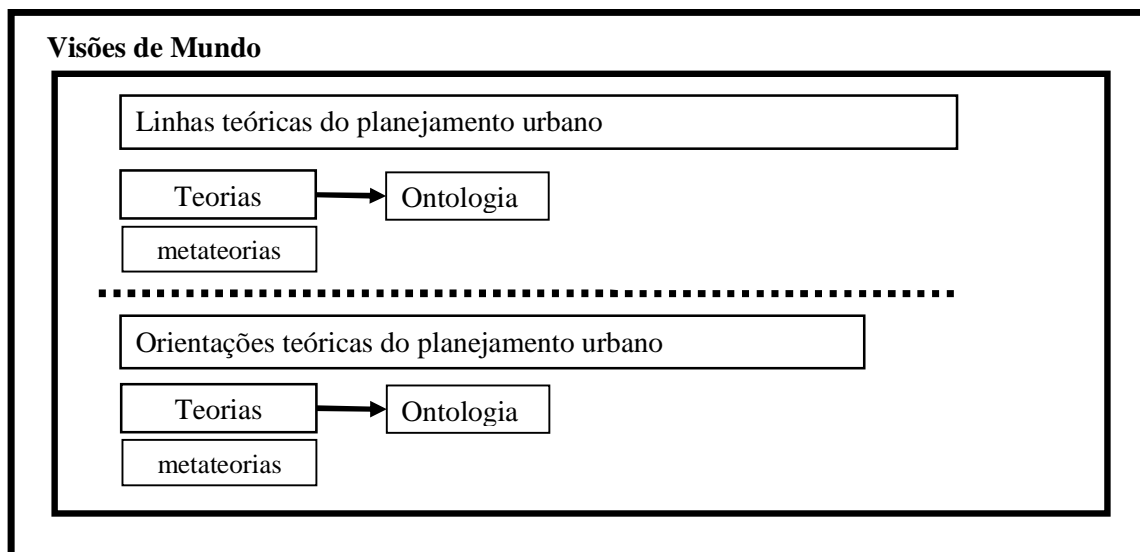 Visões de Mundo
Linhas teóricas do planejamento urbano
Teorias
Ontologia
metateorias
Orientações teóricas do planejamento urbano
Teorias
Ontologia
metateorias